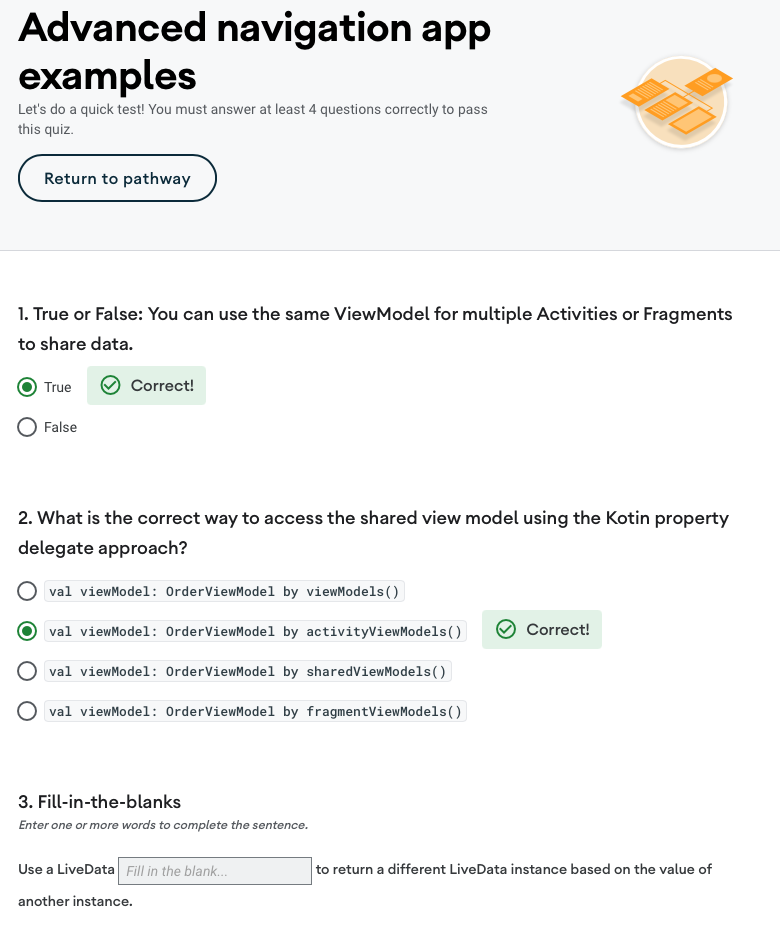 Advanced navigation app
examples
Let's do a quick test! You must answer at least 4 questions correctly to pass
this quiz.
Return to pathway
1. True or False: You can use the same ViewModel for multiple Activities or Fragments
to share data.
True
Correct!
False
2. What is the correct way to access the shared view model using the Kotin property
delegate approach?
val viewModel: OrderViewModel by viewModels()
val viewModel: OrderViewModel by activityViewModels()
Correct!
val viewModel: OrderViewModel by sharedViewModels()
val viewModel: OrderViewModel by fragmentViewModels()
3. Fill-in-the-blanks
Enter one or more words to complete the sentence.
Use a LiveData Fill in the blank... to return a different LiveData instance based on the value of
another instance.